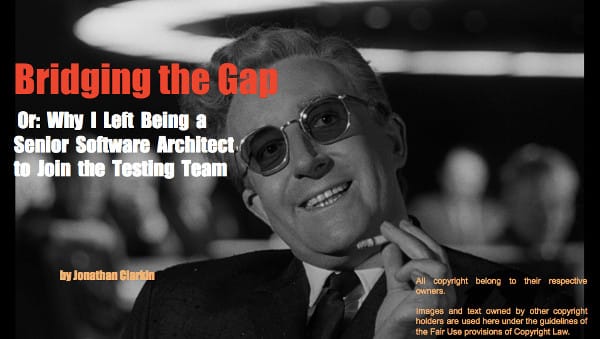 Bridging the Gap
Or: Why I Left Being a
Senior Software Architect
to Join the Testing Team
by Jonathan Clarkin
All copyright belong to their respective
owners.
Images and text owned by other copyright
holders are used here under the guidelines of
the Fair Use provisions of Copyright Law.